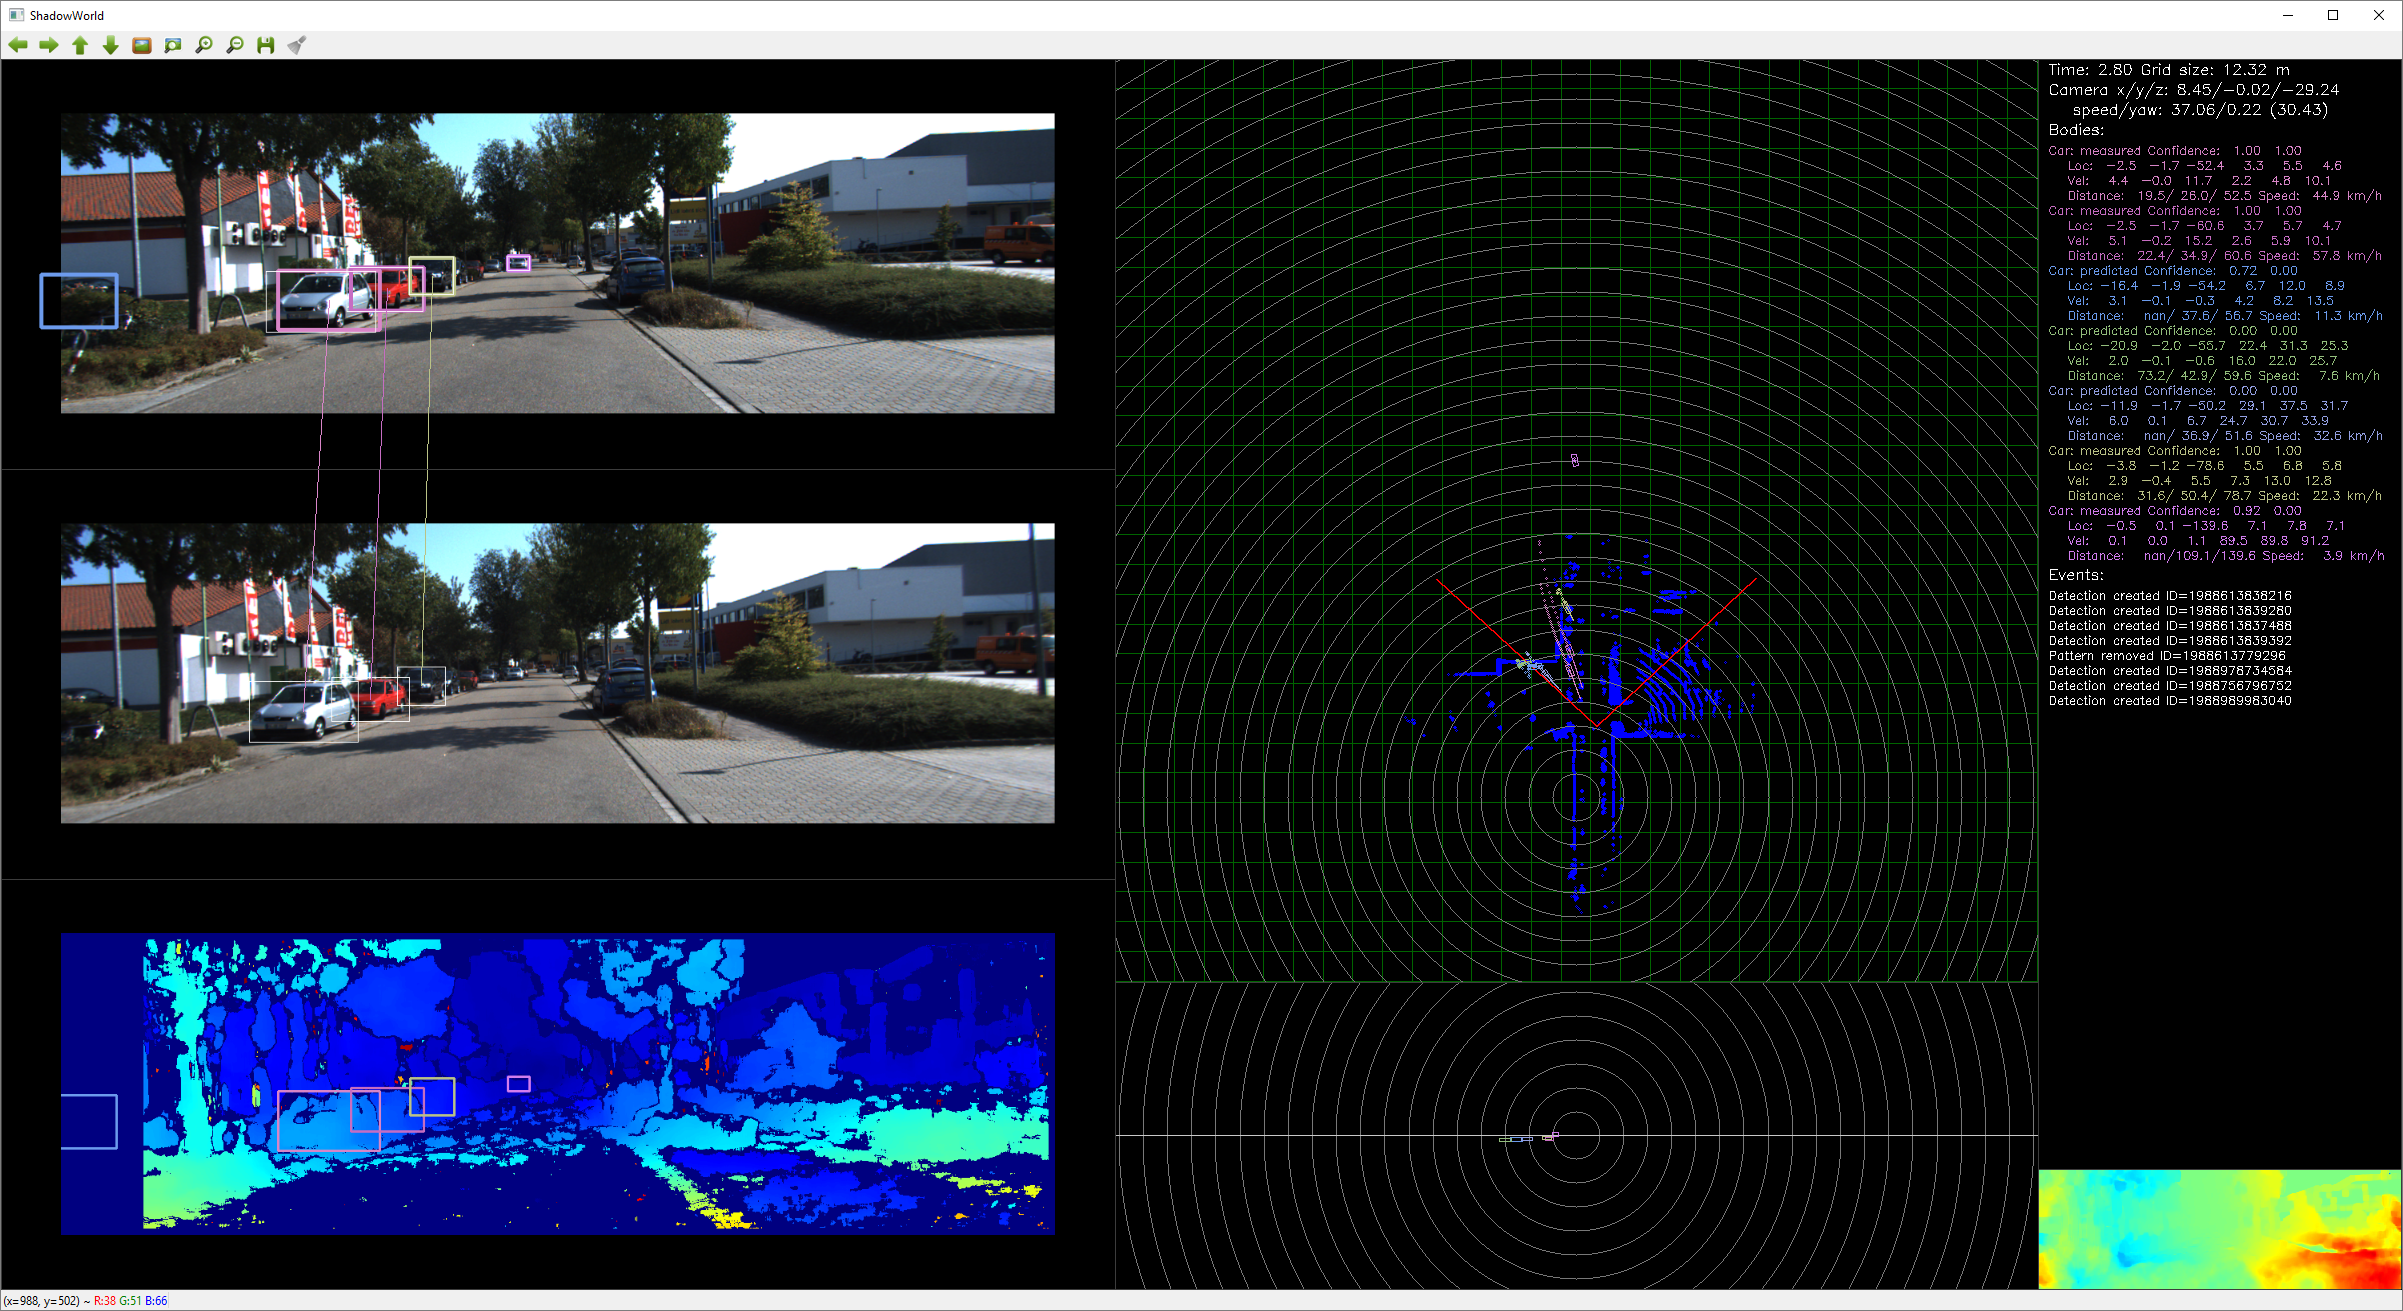 ShadowWorld
Time: 2.80 Grid size: 12.32 m
Camera x/y/z: 8.45/-0.02/-29.24
speed/yaw: 37.06/0.22 (30.43)
Bodies:
Car: measured Confidence: 1.00 1.00
Loc: -2.5 -1.7 -52.4 3.3 5.5 4.6
Vel: 4.4 -0.0 11.7 2.2 4.8 10.1
Distance: 19.5/ 26.0/ 52.5 Speed: 44.9 km/h
Car: measured Confidence: 1.00 1.00
Loc: -2.5 -1.7 -60.6 3.7 5.7 4.7
Vel: 5.1 -0.2 15.2 2.6 5.9 10.1
Distance: 22.4/ 34.9/ 60.6 Speed: 57.8 km/h
Car: predicted Confidence: 0.72 0.00
Loc: -16.4 -1.9 -54.2 6.7 12.0 8.9
Vel: 3.1 -0.1 -0.3 4.2 8.2 13.5
Distance: nan/ 37.6/ 56.7 Speed: 11.3 km/h
Car: predicted Confidence: 0.00 0.00
Loc: -20.9 -2.0 -55.7 22.4 31.3 25.3
Vel: 2.0 -0.1 -0.6 16.0 22.0 25.7
Distance: 73.2/ 42.9/ 59.6 Speed: 7.6 km/h
Car: predicted Confidence: 0.00 0.00
Loc: -11.9 -1.7 -50.2 29.1 37.5 31.7
Vel: 6.0 0.1 6.7 24.7 30.7 33.9
Distance: nan/ 36.9/ 51.6 Speed: 32.6 km/h
Car: measured Confidence: 1.00 1.00
Loc: -3.8 -1.2 -78.6 5.5 6.8 5.8
Vel: 2.9 -0.4 5.5 7.3 13.0 12.8
Distance: 31.6/ 50.4/ 78.7 Speed: 22.3 km/h
Car: measured Confidence: 0.92 0.00
Loc: -0.5 0.1 -139.6 7.1 7.8 7.1
Vel: 0.1 0.0 1.1 89.5 89.8 91.2
Distance: nan/109.1/139.6 Speed: 3.9 km/h
Events:
Detection created ID=1988613838216
Detection created ID=1988613839280
Detection created ID=1988613837488
Detection created ID=1988613839392
Pattern removed ID=1988613779296
Detection created ID=1988978734584
Detection created ID=1988756796752
Detection created ID=1988989983040
(x=988, y=502) ~ R:38 G:51 B:66